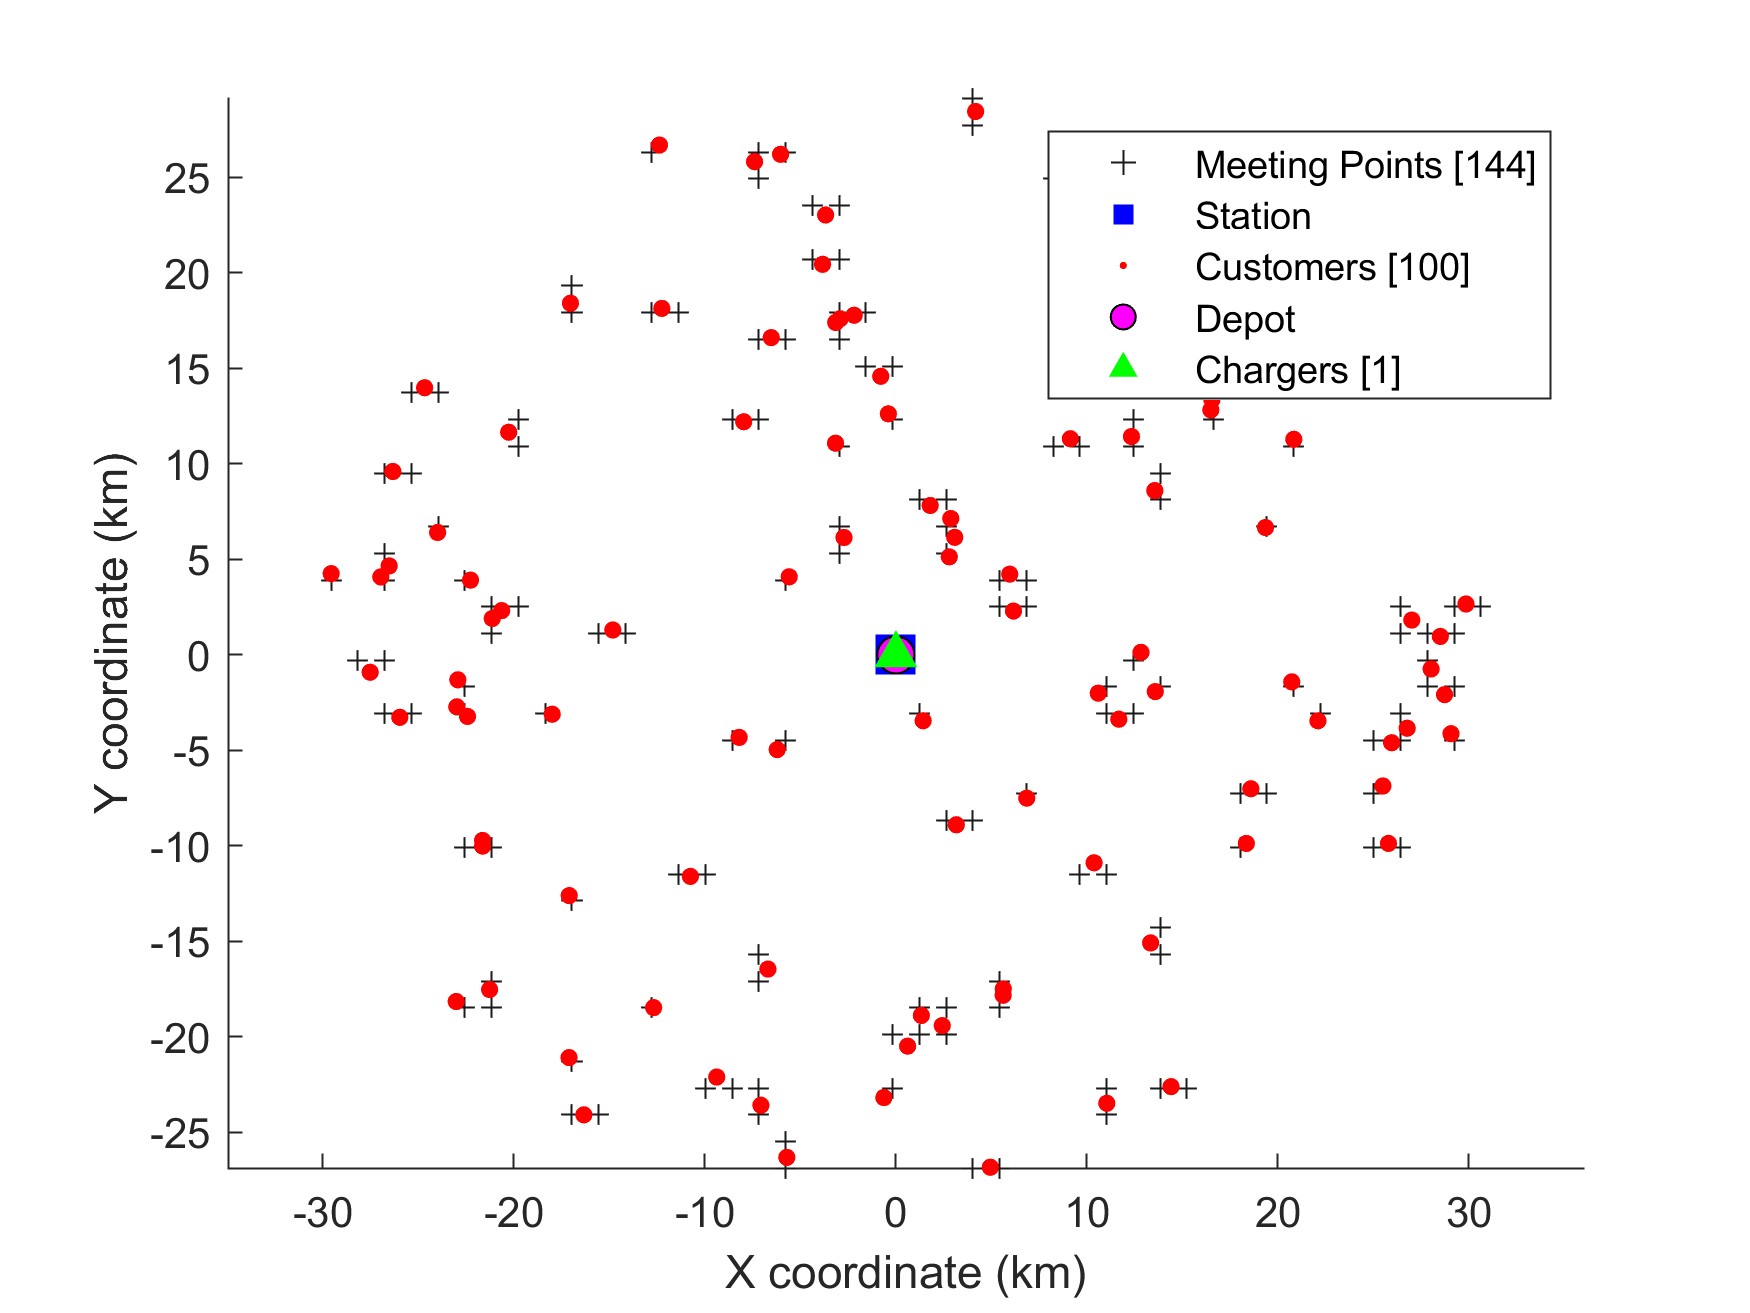 25
20
15
10
5
0
-5
-10
-15
-20
-25
Y coordinate (km)
Meeting Points [144]
Station
Customers [100]
Depot
Chargers [1]
-30 -20 -10 0 10 20 30
X coordinate (km)